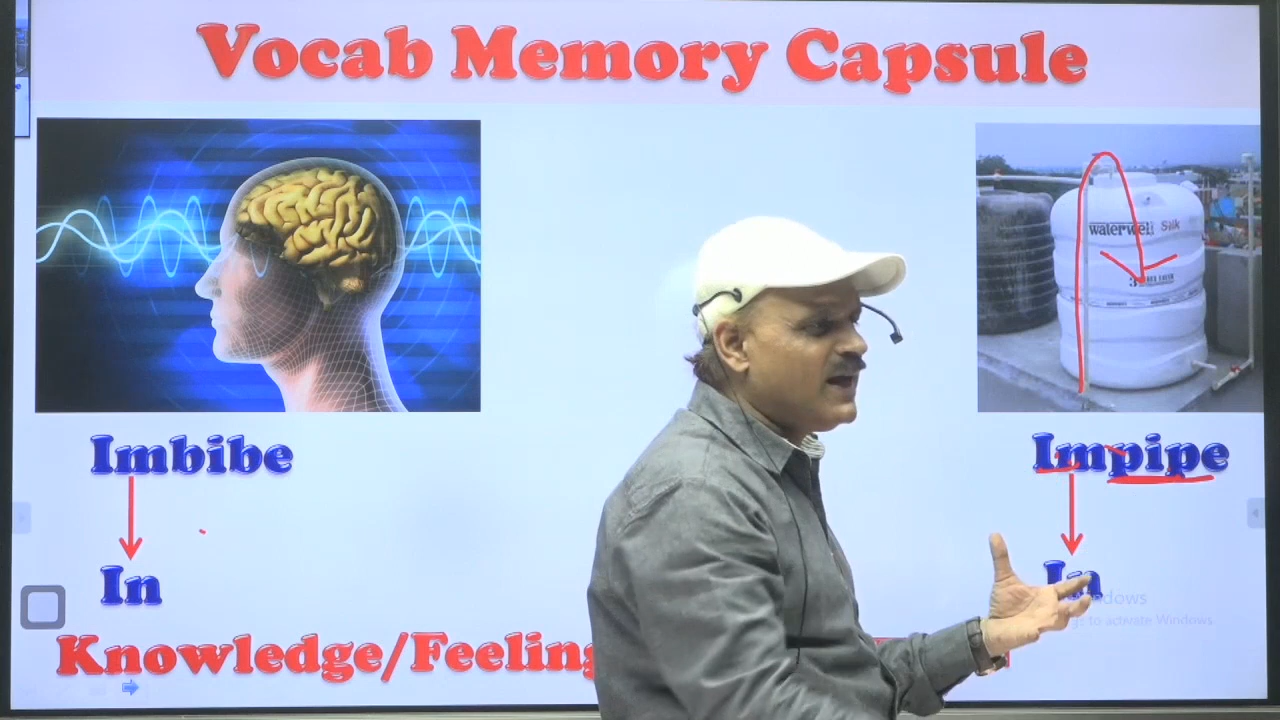 Vocab Memory Capsule
waterwell Silk
Imbibe
Impipe
In
In
Knowledge/Feeling